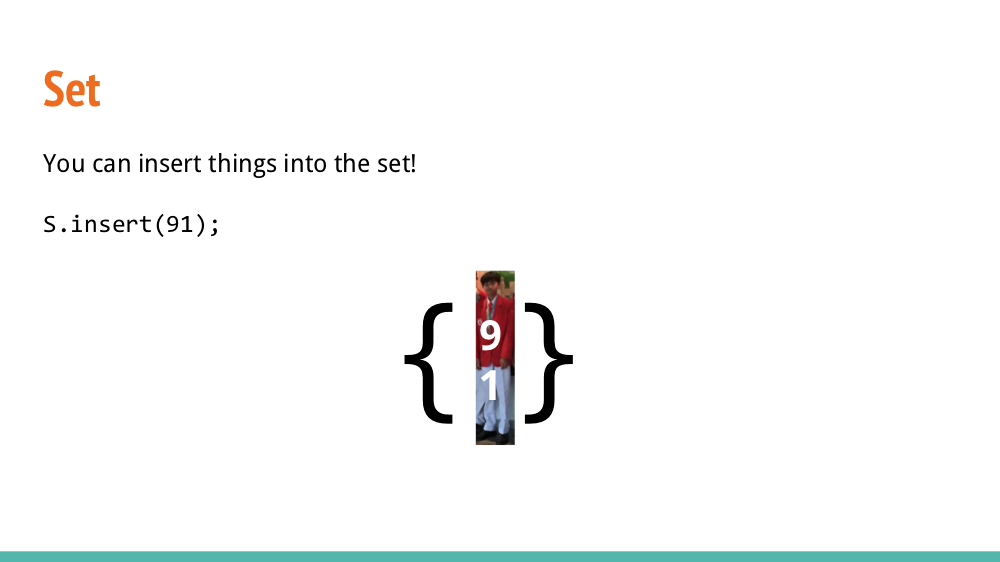 Set
You can insert things into the set!
S.insert(91);
{ 9 }
1